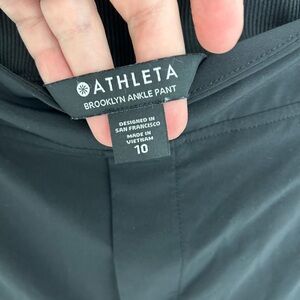 ATHLETA
BROOKLYN ANKLE PANT
DESIGNED IN
SAN FRANCISCO
MADE IN
VIETNAM
10